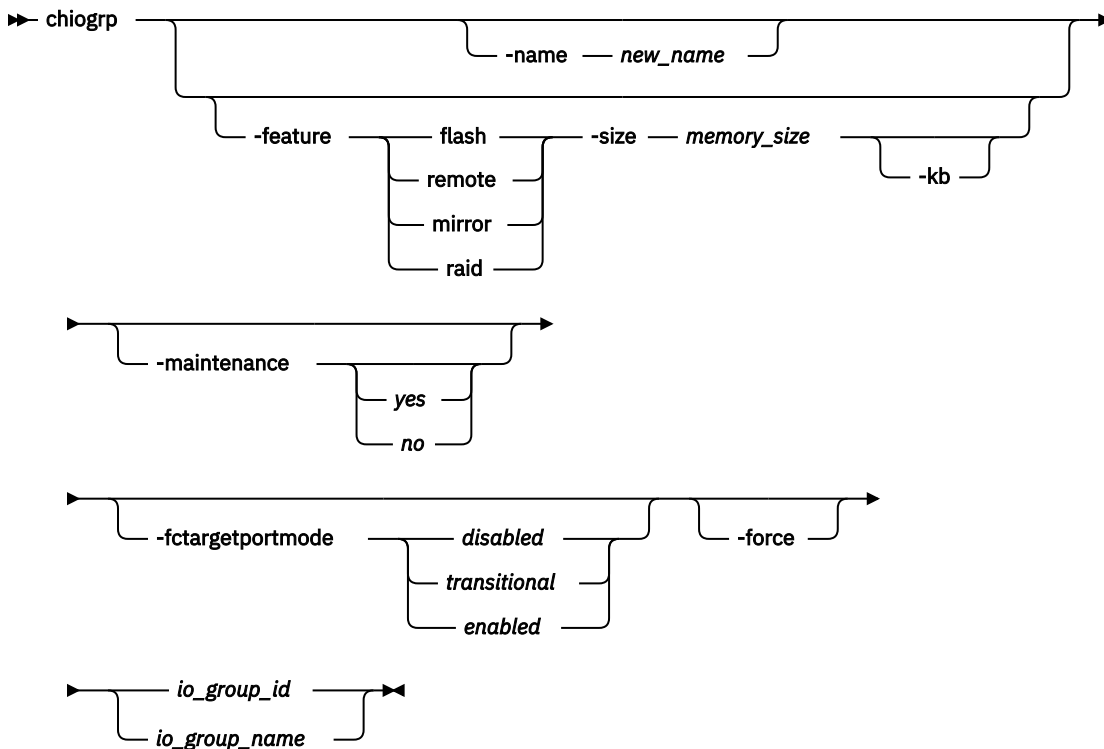 chiogrp
-name new_name
-feature flash -size memory_size
remote -kb
mirror
raid
-maintenance
yes
no
-fctargetportmode disabled -force
transitional
enabled
io_group_id
io_group_name